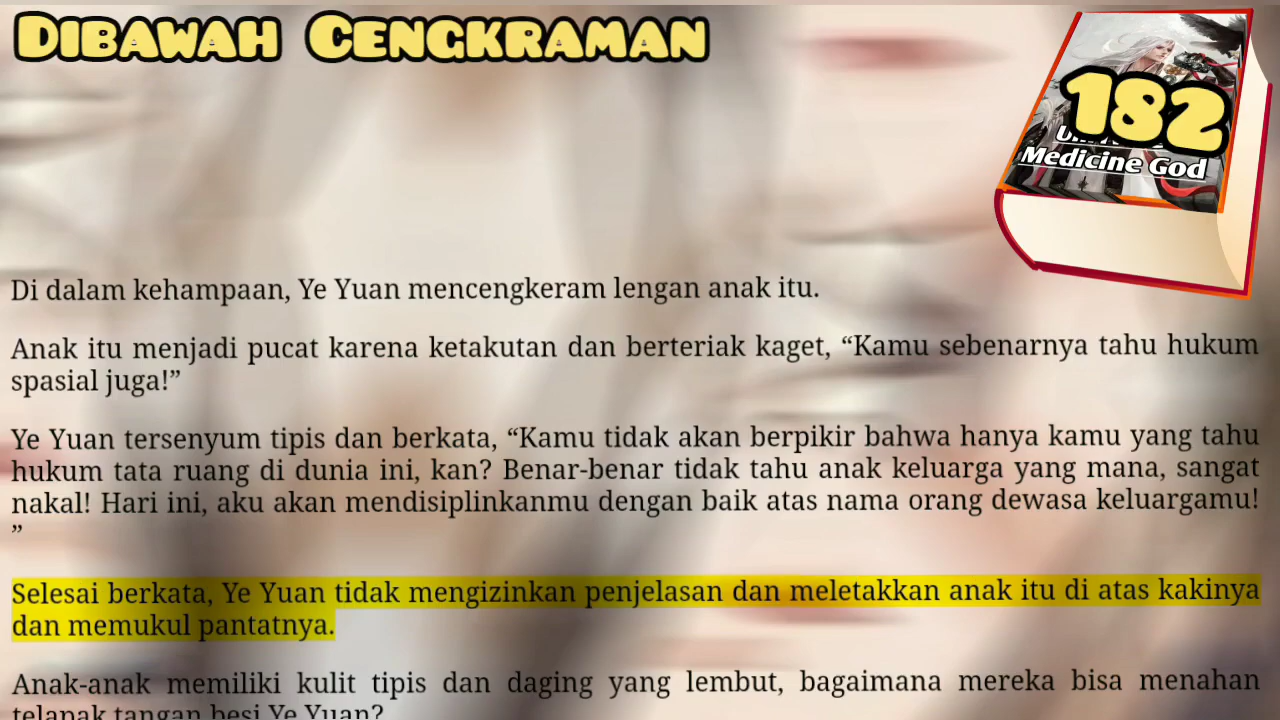 DIBAWAH CENGKRAMAN
182
Medicine God
Di dalam kehampaan, Ye Yuan mencengkeram lengan anak itu.
Anak itu menjadi pucat karena ketakutan dan berteriak kaget, “Kamu sebenarnya tahu hukum
spasial juga!”
Ye Yuan tersenyum tipis dan berkata, “Kamu tidak akan berpikir bahwa hanya kamu yang tahu
hukum tata ruang di dunia ini, kan? Benar-benar tidak tahu anak keluarga yang mana, sangat
nakal! Hari ini, aku akan mendisiplinkanmu dengan baik atas nama orang dewasa keluargamu!
”
Selesai berkata, Ye Yuan tidak mengizinkan penjelasan dan meletakkan anak itu di atas kakinya
dan memukul pantatnya.
Anak-anak memiliki kulit tipis dan daging yang lembut, bagaimana mereka bisa menahan
telapak tangan besi Ye Yuan?